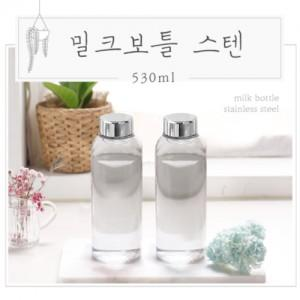 밀크보틀 스텐
530ml
milk bottle
stainless steel